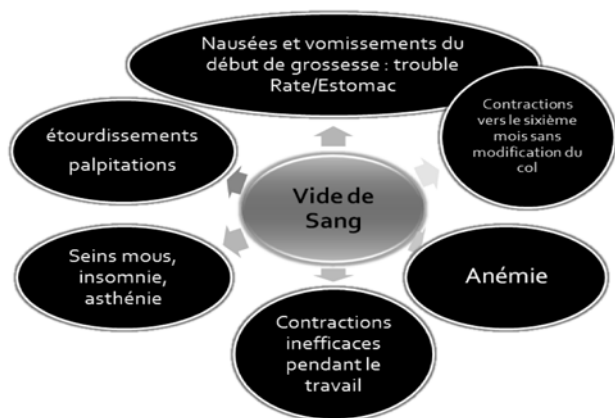 Nausées et vomissements du
début de grossesse : trouble
Rate/Estomac
Contractions
vers le sixième
mois sans
modification du
col
étourdissements
palpitations
Vide de
Sang
Seins mous,
insomnie,
asthénie
Anémie
Contractions
inefficaces
pendant le
travail